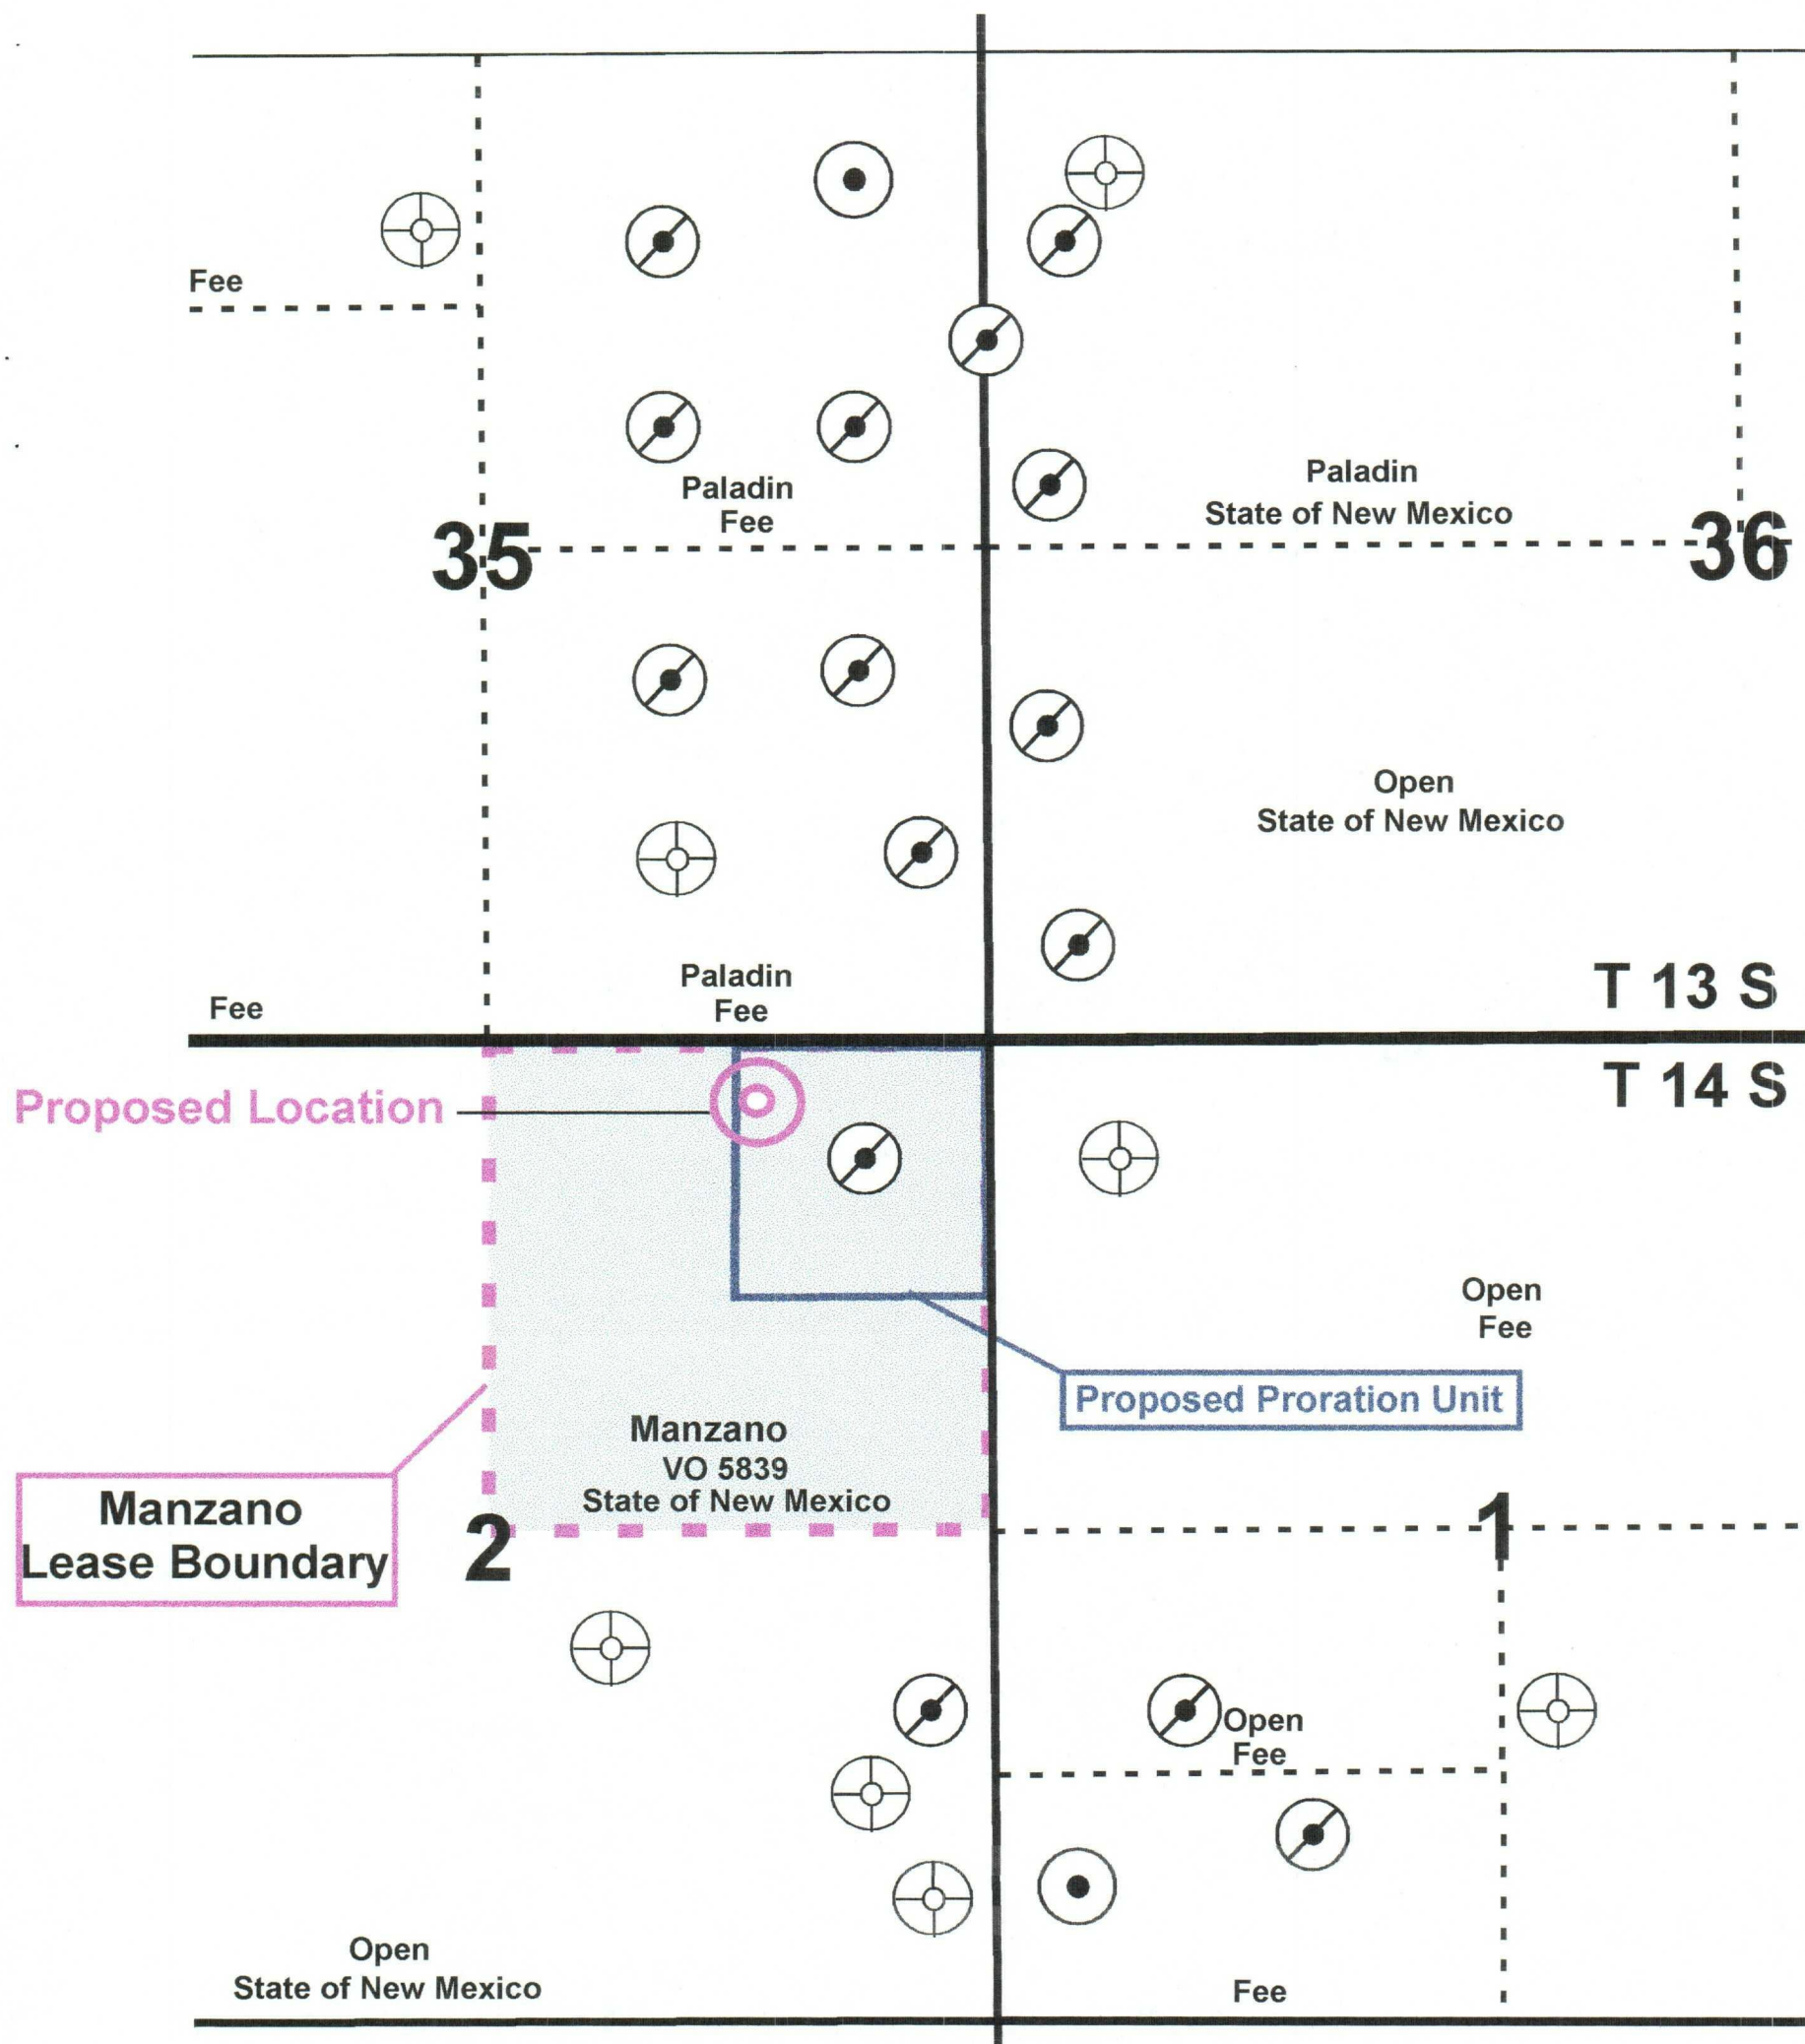 Fee
Paladin
Fee
Paladin
State of New Mexico
35
36
Open
State of New Mexico
Paladin
Fee
Fee
T 13 S
T 14 S
Proposed Location
Open
Fee
Proposed Proration Unit
Manzano
VO 5839
State of New Mexico
Manzano
Lease Boundary
2
1
Open
Fee
Open
State of New Mexico
Fee